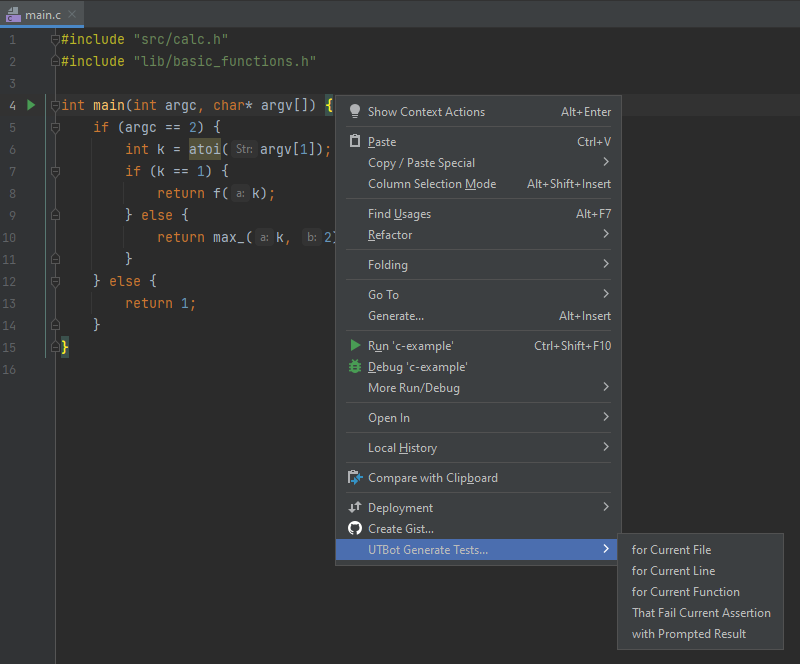 main.c
1 #include "src/calc.h"
2 #include "lib/basic_functions.h"
3
4 int main(int argc, char* argv[]) {
5 if (argc == 2) {
6 int k = atoi( Str: argv[1]);
7 if (k == 1) {
8 return f( a: k);
9 } else {
10 return max_( a: k, b: 2)
11 }
12 } else {
13 return 1;
14 }
15 }
16
Show Context Actions Alt+Enter
Paste Ctrl+V
Copy / Paste Special
Column Selection Mode Alt+Shift+Insert
Find Usages Alt+F7
Refactor
Folding
Go To
Generate... Alt+Insert
Run 'c-example' Ctrl+Shift+F10
Debug 'c-example'
More Run/Debug
Open In
Local History
Compare with Clipboard
Deployment
Create Gist...
UTBot Generate Tests...
for Current File
for Current Line
for Current Function
That Fail Current Assertion
with Prompted Result